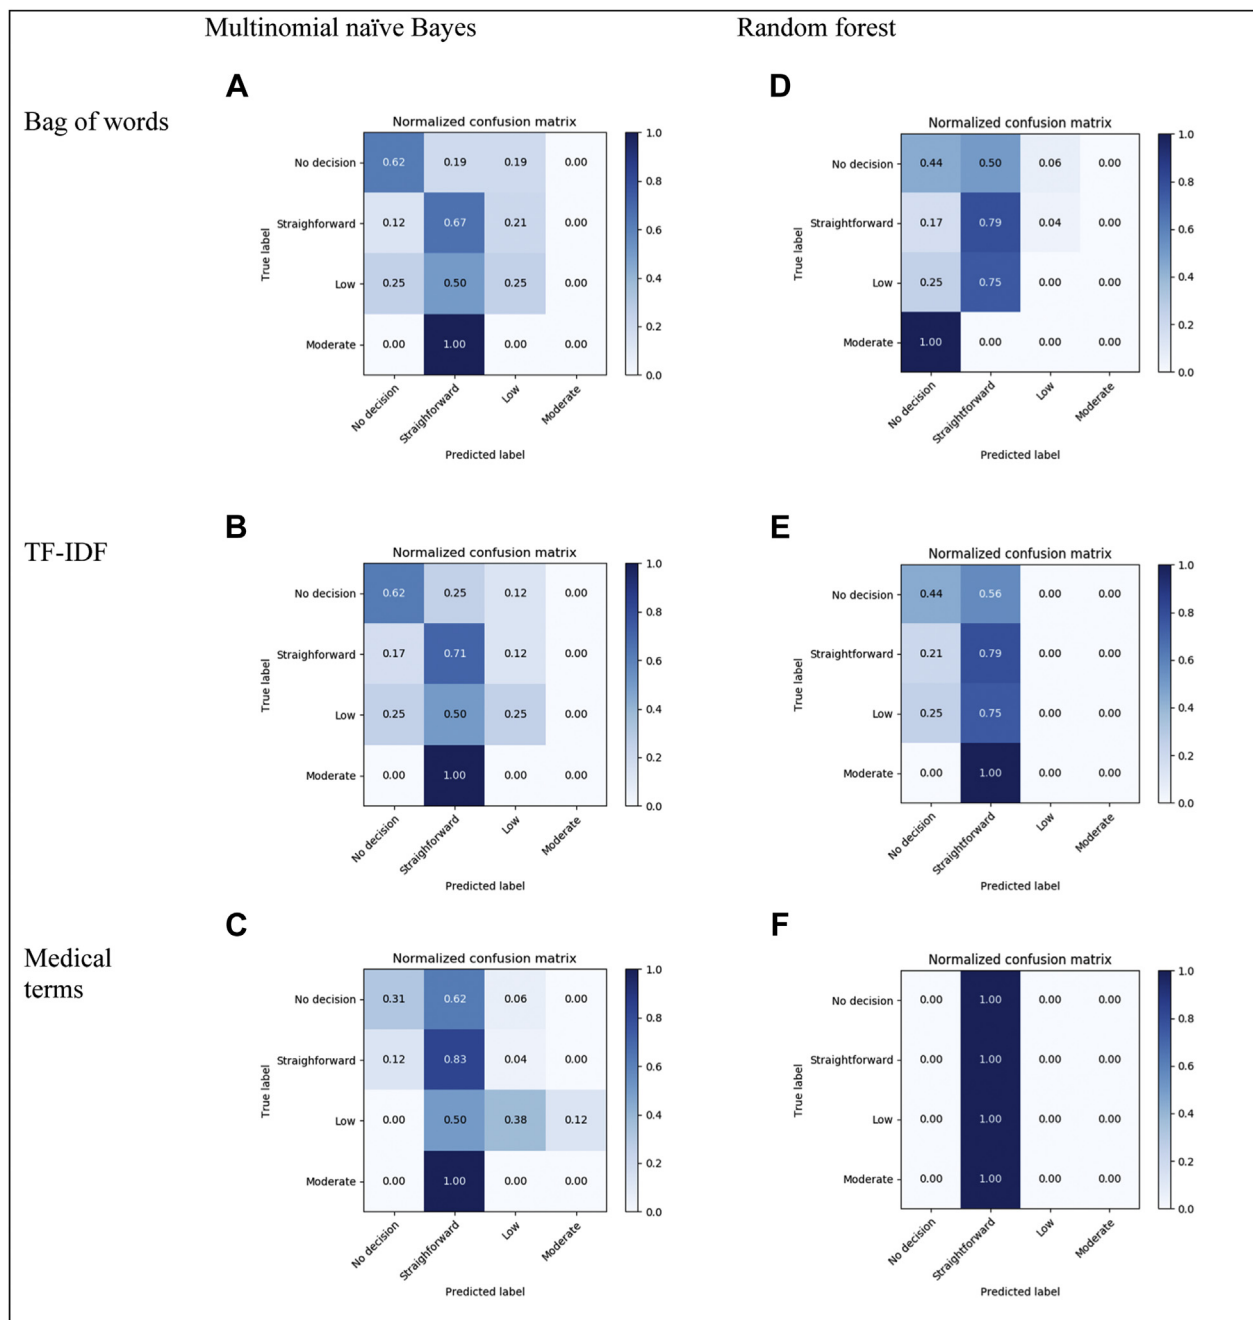 Multinomial naïve Bayes
Random forest
Bag of words
A
Normalized confusion matrix
True label
No decision
0.62 0.19 0.19 0.00
Straighforward
0.12 0.67 0.21 0.00
Low
0.25 0.50 0.25 0.00
Moderate
0.00 1.00 0.00 0.00
No decision
Straighforward
Low
Moderate
Predicted label
1.0
0.8
0.6
0.4
0.2
0.0
D
Normalized confusion matrix
True label
No decision
0.44 0.50 0.06 0.00
Straightforward
0.17 0.79 0.04 0.00
Low
0.25 0.75 0.00 0.00
Moderate
1.00 0.00 0.00 0.00
No decision
Straightforward
Low
Moderate
Predicted label
1.0
0.8
0.6
0.4
0.2
0.0
TF-IDF
B
Normalized confusion matrix
True label
No decision
0.62 0.25 0.12 0.00
Straighforward
0.17 0.71 0.12 0.00
Low
0.25 0.50 0.25 0.00
Moderate
0.00 1.00 0.00 0.00
No decision
Straighforward
Low
Moderate
Predicted label
1.0
0.8
0.6
0.4
0.2
0.0
E
Normalized confusion matrix
True label
No decision
0.44 0.56 0.00 0.00
Straightforward
0.21 0.79 0.00 0.00
Low
0.25 0.75 0.00 0.00
Moderate
0.00 1.00 0.00 0.00
No decision
Straightforward
Low
Moderate
Predicted label
1.0
0.8
0.6
0.4
0.2
0.0
Medical
terms
C
Normalized confusion matrix
True label
No decision
0.31 0.62 0.06 0.00
Straighforward
0.12 0.83 0.04 0.00
Low
0.00 0.50 0.38 0.12
Moderate
0.00 1.00 0.00 0.00
No decision
Straighforward
Low
Moderate
Predicted label
1.0
0.8
0.6
0.4
0.2
0.0
F
Normalized confusion matrix
True label
No decision
0.00 1.00 0.00 0.00
Straightforward
0.00 1.00 0.00 0.00
Low
0.00 1.00 0.00 0.00
Moderate
0.00 1.00 0.00 0.00
No decision
Straightforward
Low
Moderate
Predicted label
1.0
0.8
0.6
0.4
0.2
0.0